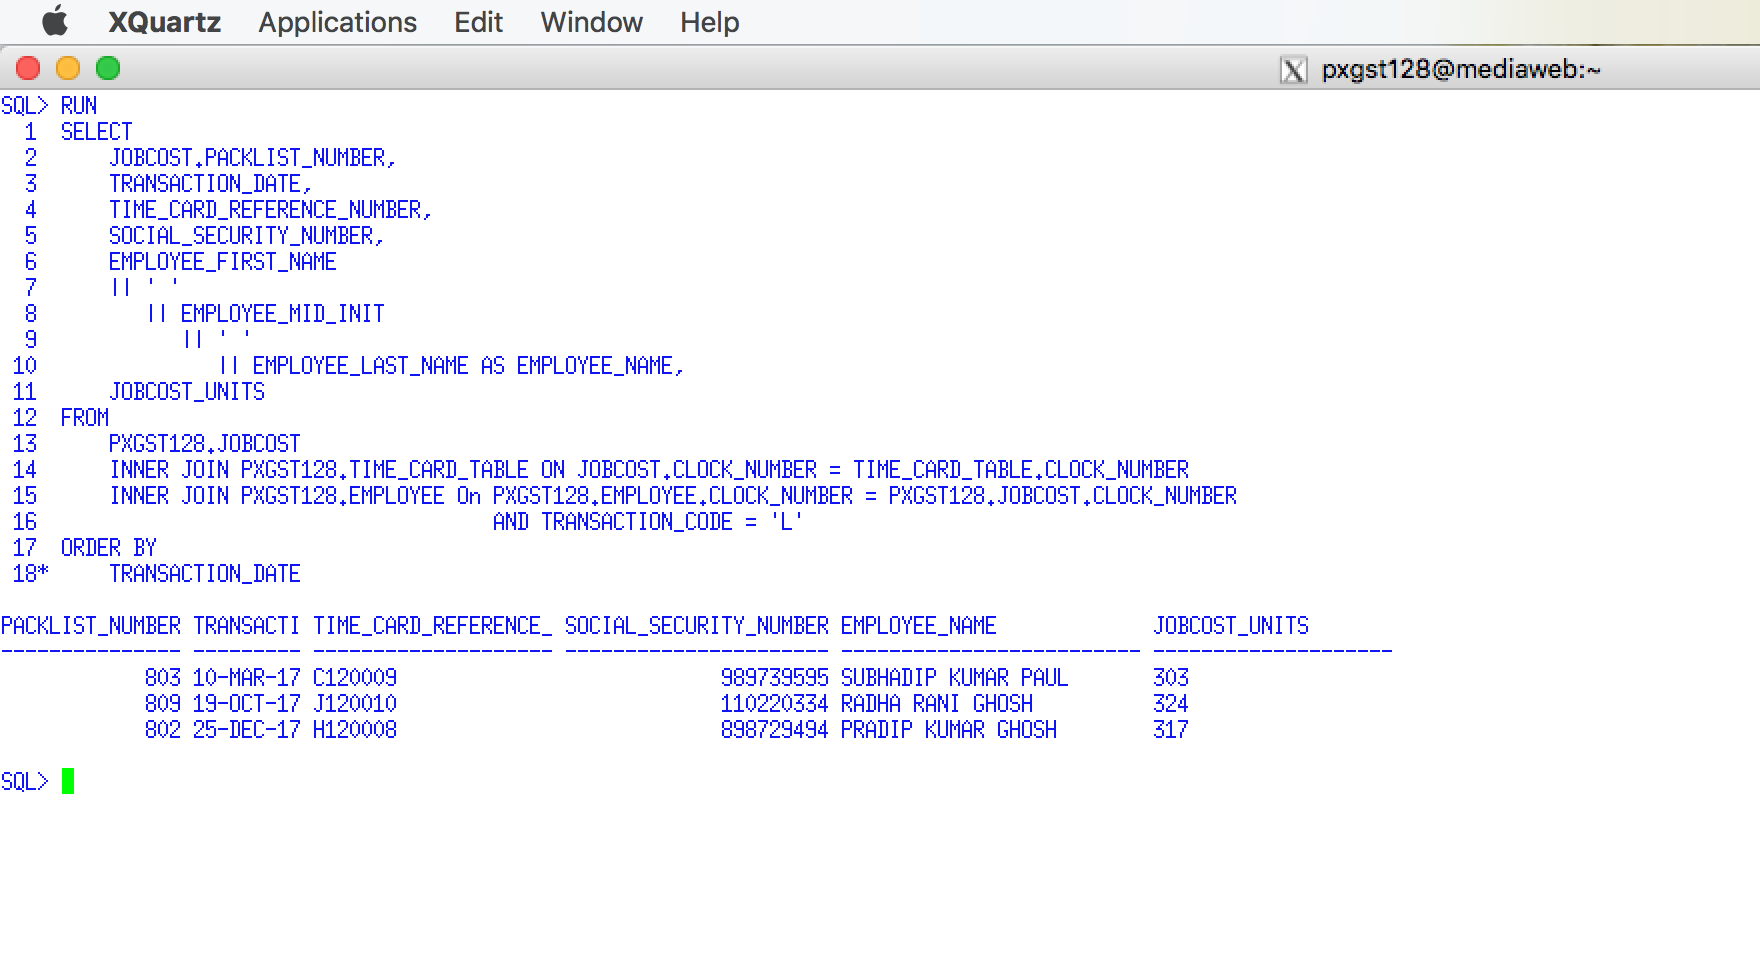 XQuartz Applications Edit Window Help
pxgst128@mediaweb:~
SQL> RUN
  1  SELECT
  2      JOBCOST.PACKLIST_NUMBER,
  3      TRANSACTION_DATE,
  4      TIME_CARD_REFERENCE_NUMBER,
  5      SOCIAL_SECURITY_NUMBER,
  6      EMPLOYEE_FIRST_NAME
  7      || ' '
  8         || EMPLOYEE_MID_INIT
  9            || ' '
 10               || EMPLOYEE_LAST_NAME AS EMPLOYEE_NAME,
 11      JOBCOST_UNITS
 12  FROM
 13      PXGST128.JOBCOST
 14      INNER JOIN PXGST128.TIME_CARD_TABLE ON JOBCOST.CLOCK_NUMBER = TIME_CARD_TABLE.CLOCK_NUMBER
 15      INNER JOIN PXGST128.EMPLOYEE On PXGST128.EMPLOYEE.CLOCK_NUMBER = PXGST128.JOBCOST.CLOCK_NUMBER
 16                                      AND TRANSACTION_CODE = 'L'
 17  ORDER BY
 18*     TRANSACTION_DATE
PACKLIST_NUMBER TRANSACTI TIME_CARD_REFERENCE_ SOCIAL_SECURITY_NUMBER EMPLOYEE_NAME             JOBCOST_UNITS
--------------- --------- -------------------- ---------------------- ------------------------- --------------------
            803 10-MAR-17 C120009                           989739595 SUBHADIP KUMAR PAUL       303
            809 19-OCT-17 J120010                           110220334 RADHA RANI GHOSH          324
            802 25-DEC-17 H120008                           898729494 PRADIP KUMAR GHOSH        317
SQL>